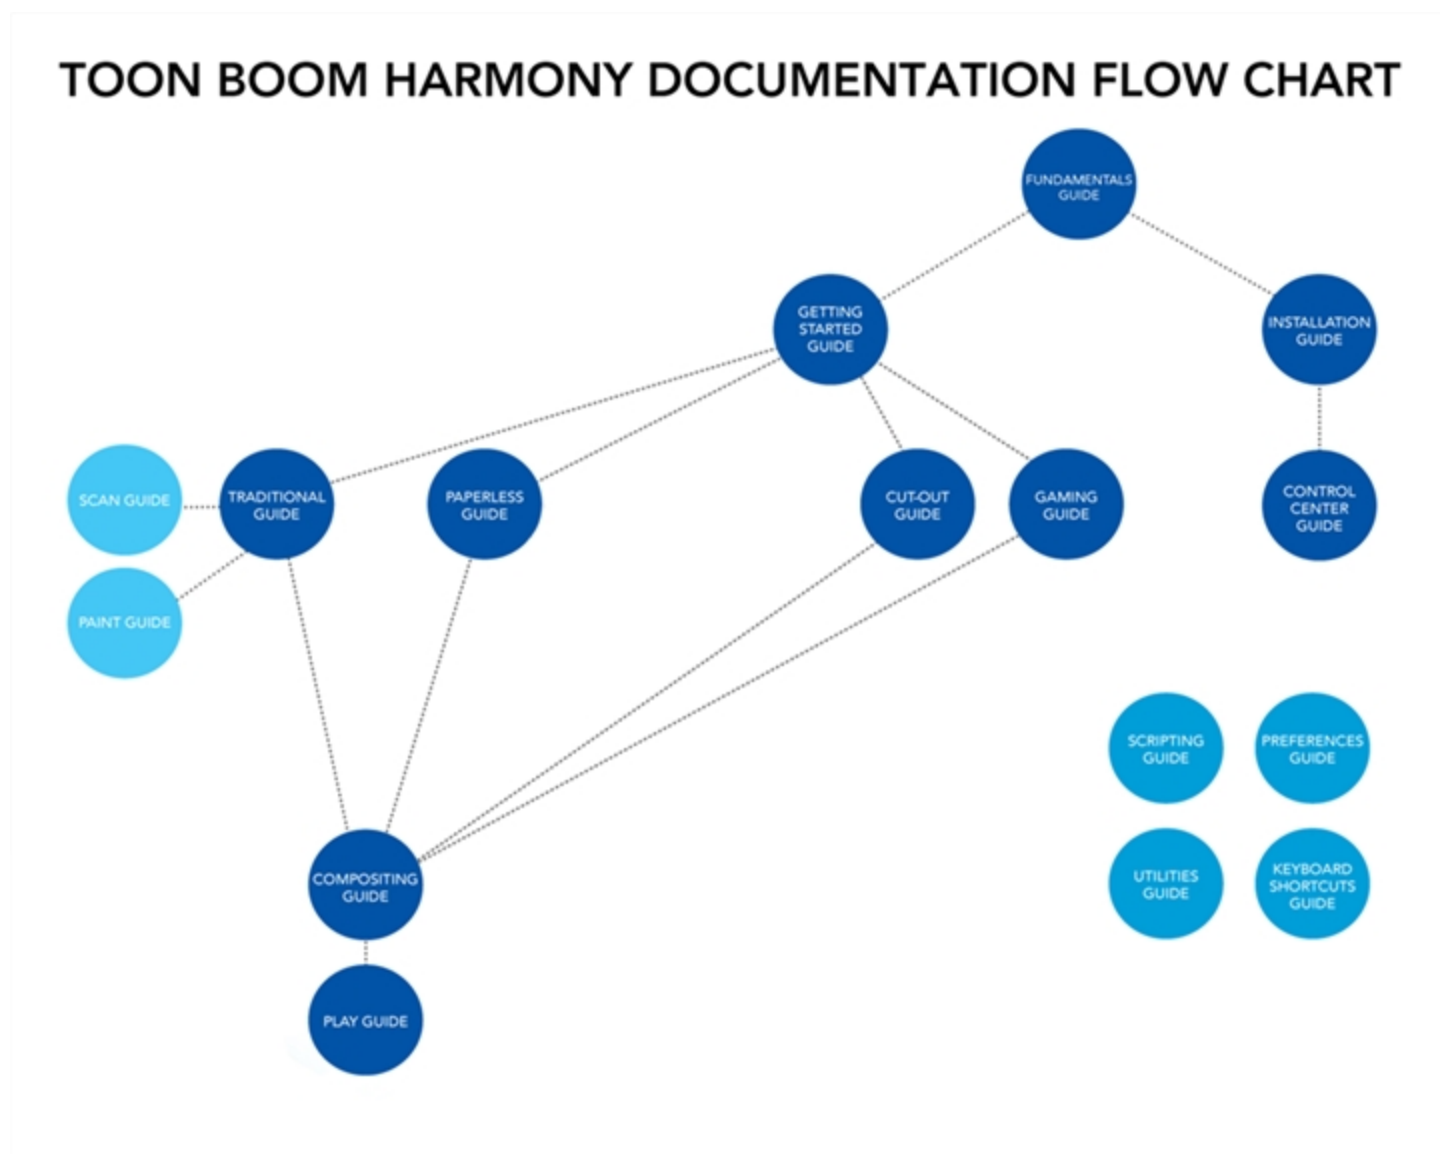 TOON BOOM HARMONY DOCUMENTATION FLOW CHART
FUNDAMENTALS
GUIDE
GETTING
STARTED
GUIDE
INSTALLATION
GUIDE
SCAN GUIDE
TRADITIONAL
GUIDE
PAPERLESS
GUIDE
CUT-OUT
GUIDE
GAMING
GUIDE
CONTROL
CENTER
GUIDE
PAINT GUIDE
SCRIPTING
GUIDE
PREFERENCES
GUIDE
COMPOSITING
GUIDE
UTILITIES
GUIDE
KEYBOARD
SHORTCUTS
GUIDE
PLAY GUIDE